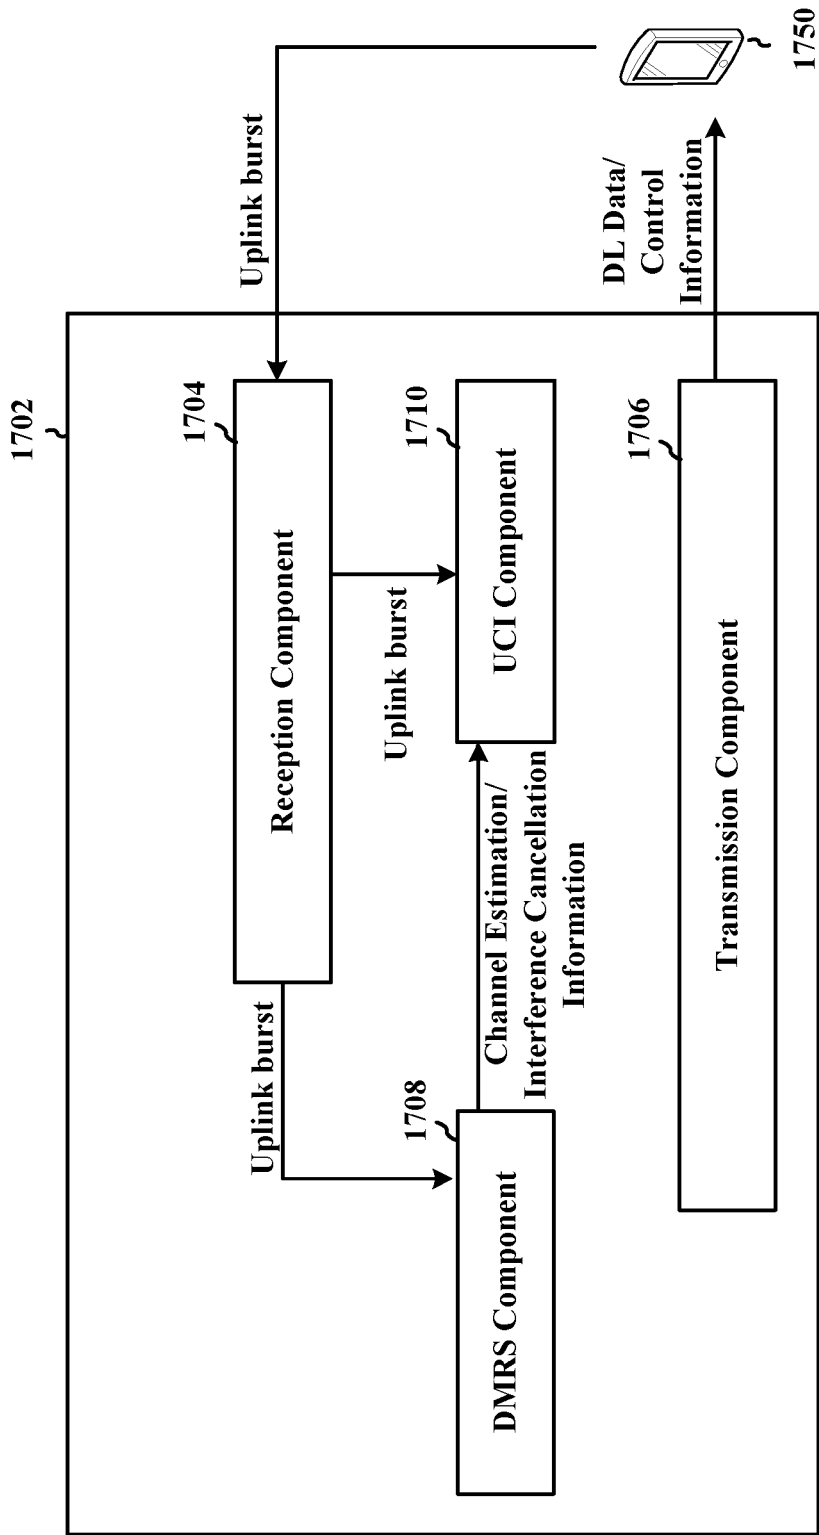 1702
Uplink burst
1704
Reception Component
Uplink burst
Uplink burst
1710
UCI Component
1708
DMRS Component
Channel Estimation/
Interference Cancellation
Information
1706
Transmission Component
DL Data/
Control
Information
1750